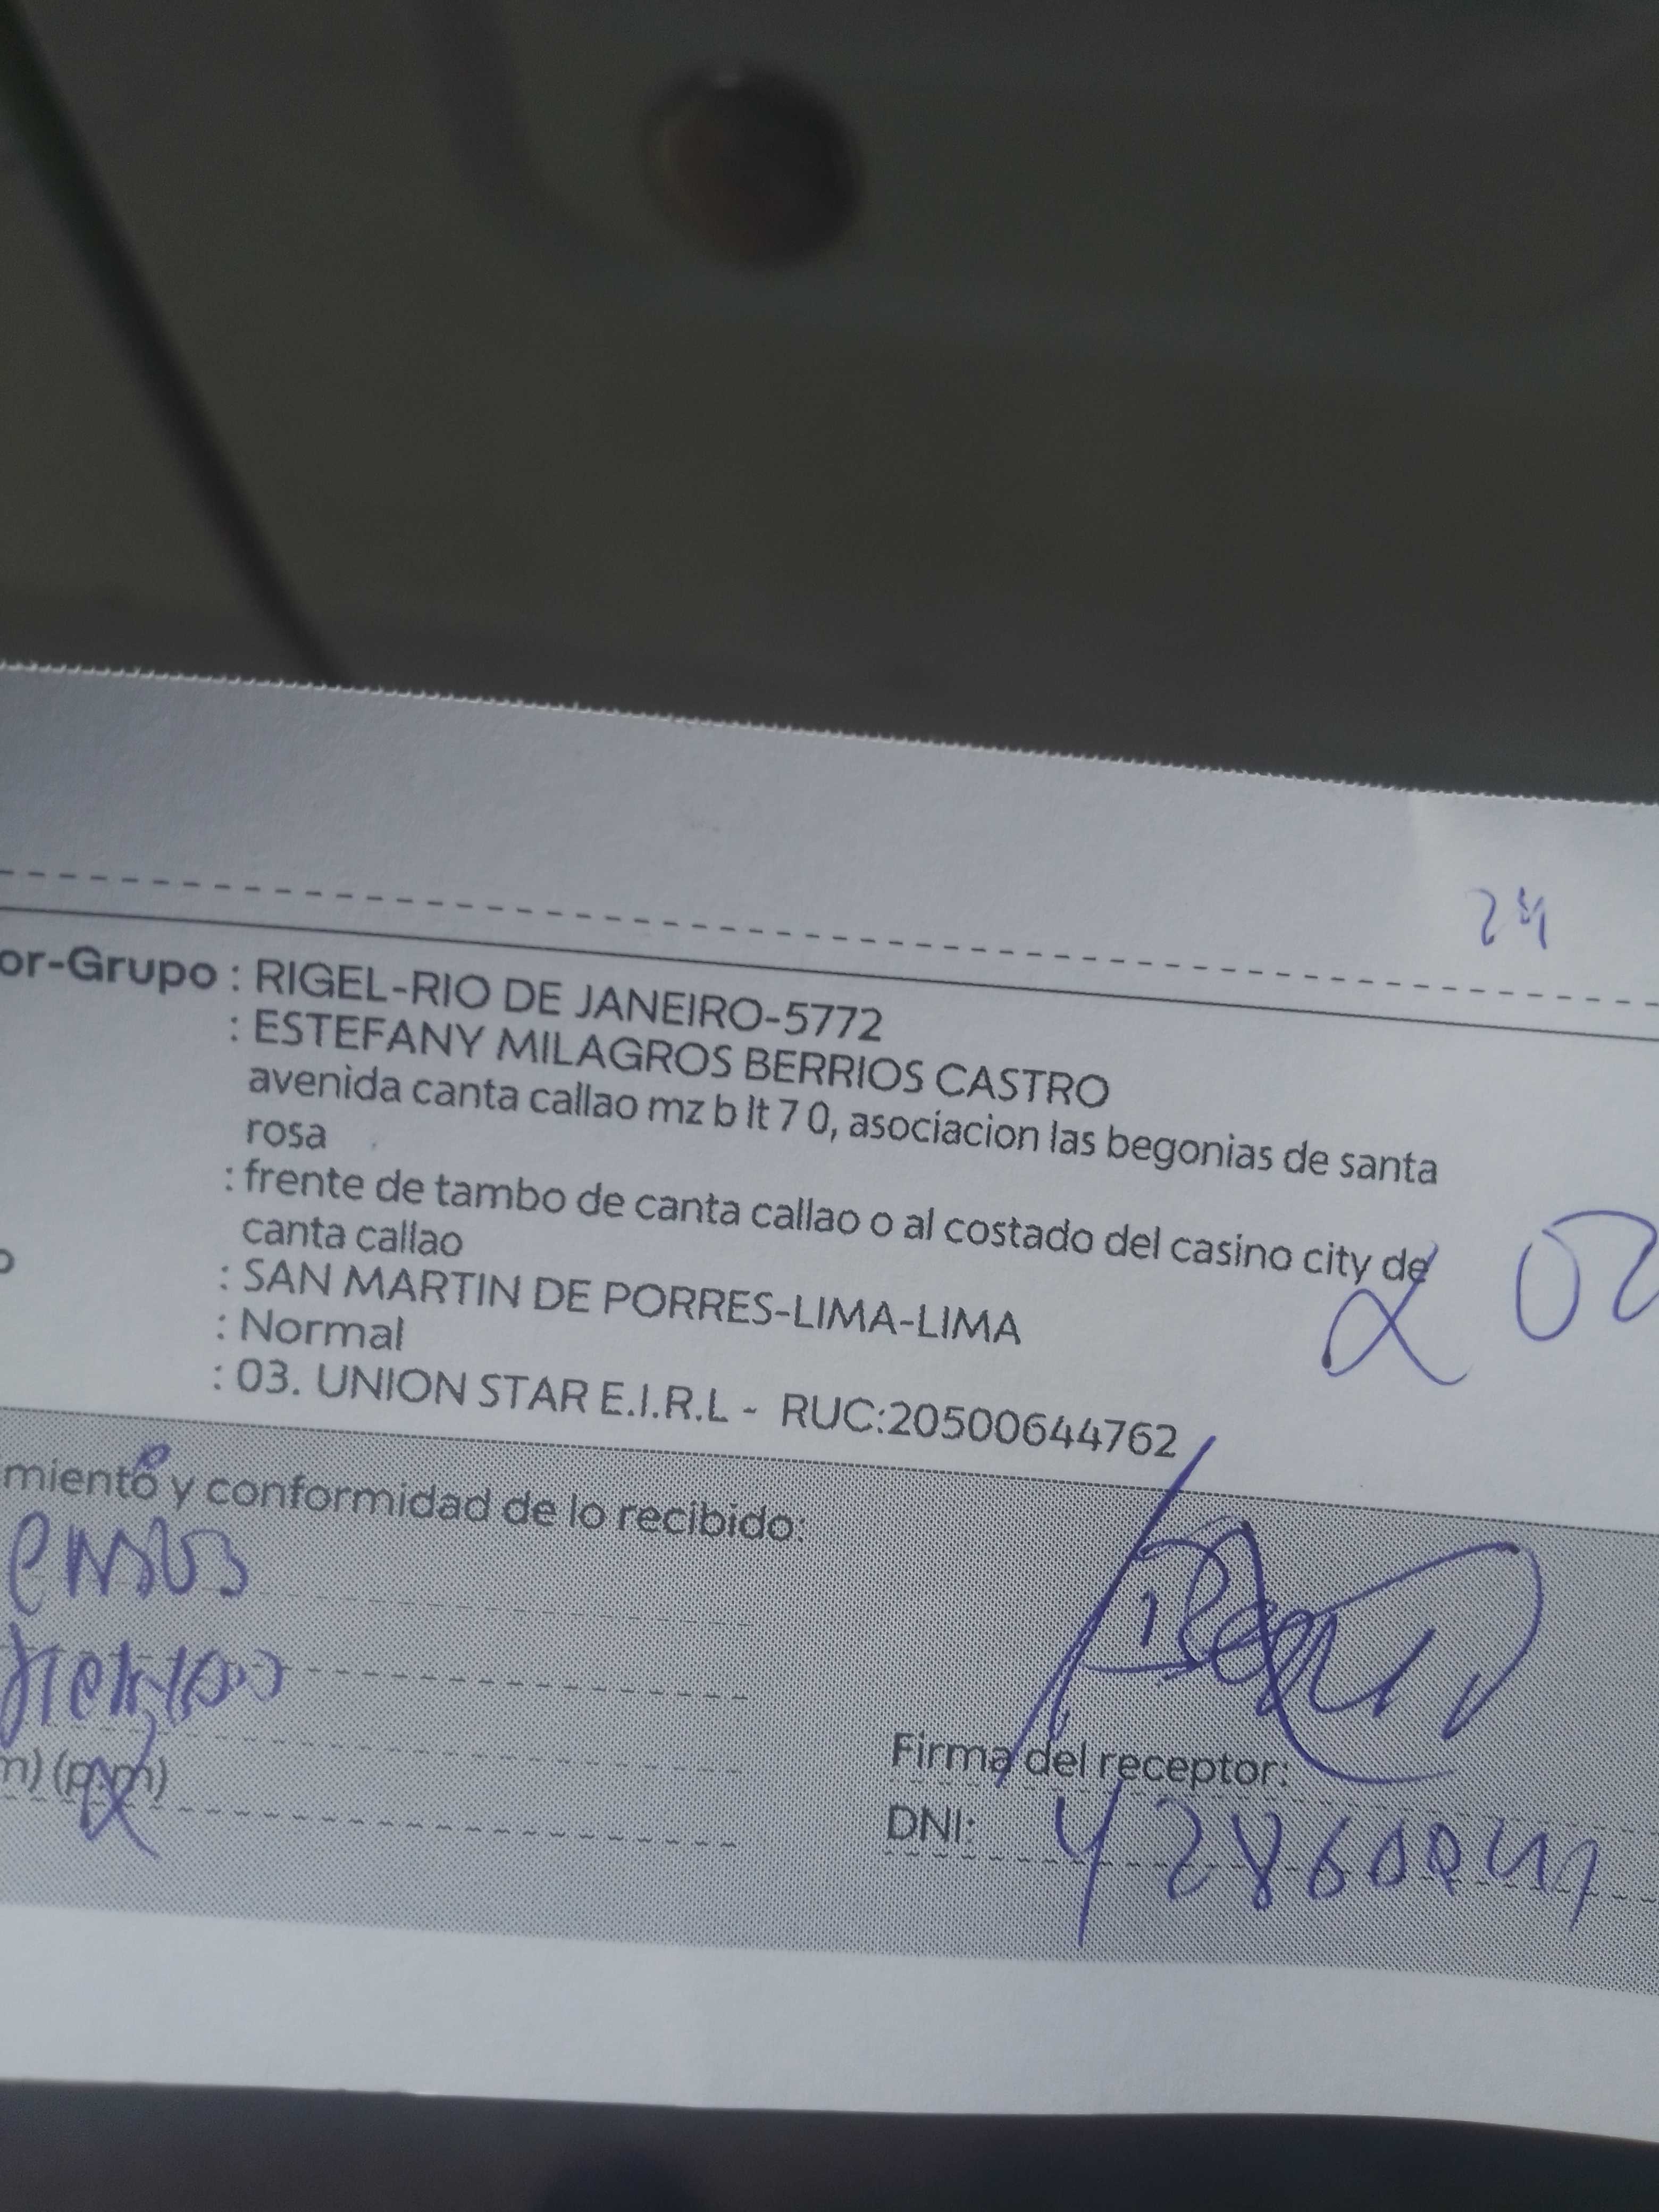 24
or-Grupo : RIGEL-RIO DE JANEIRO-5772
: ESTEFANY MILAGROS BERRIOS CASTRO
avenida canta callao mz b lt 7 0, asociacion las begonias de santa
rosa
: frente de tambo de canta callao o al costado del casino city de
canta callao
: SAN MARTIN DE PORRES-LIMA-LIMA
: Normal
: 03. UNION STAR E.I.R.L - RUC:20500644762
miento y conformidad de lo recibido:
Firma del receptor:
m) (p.m)
DNI: